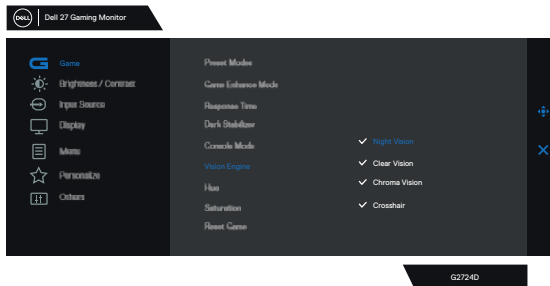 DELL
Dell 27 Gaming Monitor
Game
Brightness / Contrast
Input Source
Display
Menu
Personalize
Others
Preset Modes
Game Enhance Mode
Response Time
Dark Stabilizer
Console Mode
Vision Engine
Hue
Saturation
Reset Game
Night Vision
Clear Vision
Chroma Vision
Crosshair
G2724D